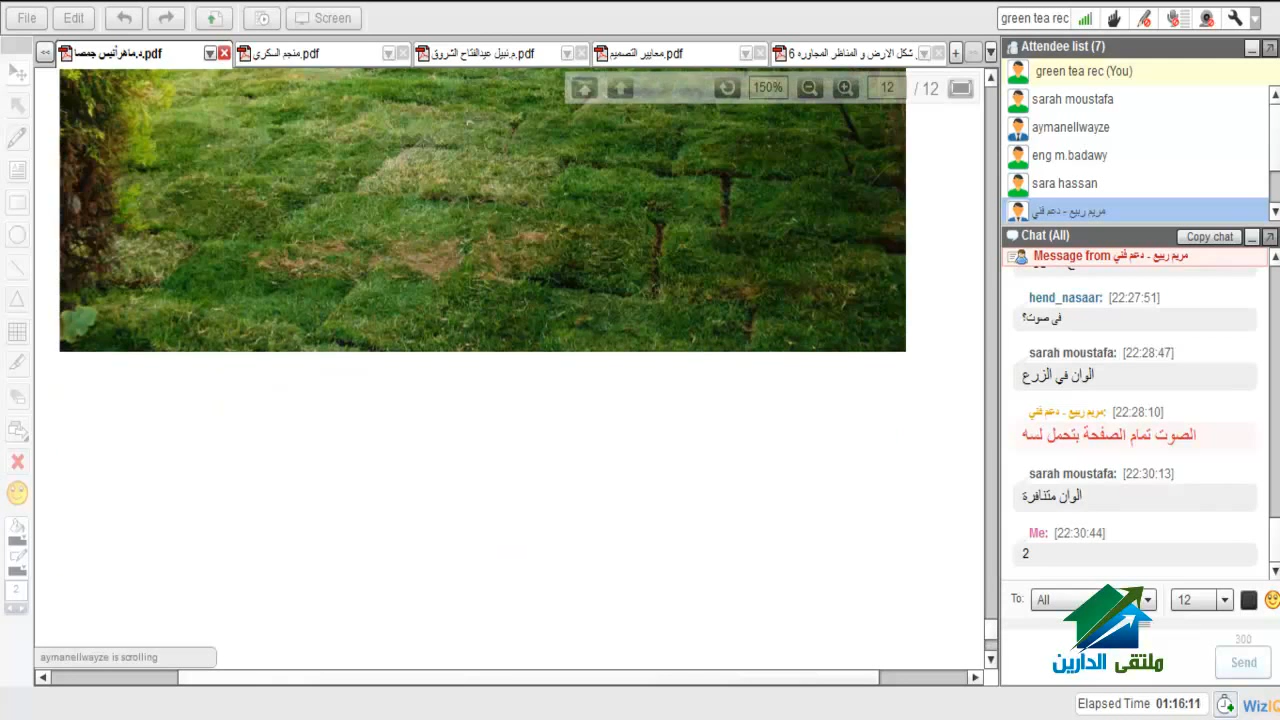 File
Edit
Screen
green tea rec
<<
د.ماهرأنيس جمصا.pdf
منجم السكري.pdf
م.نبيل عبدالفتاح الشروق.pdf
معايير التصميم.pdf
شكل الارض و المناظر المجاوره 6
150%
12
/ 12
Attendee list (7)
green tea rec (You)
sarah moustafa
aymanellwayze
eng m.badawy
sara hassan
مريم ربيع - دعم فني
Chat (All)
Copy chat
Message from مريم ربيع - دعم فني
hend_nasaar: [22:27:51]
فى صوت؟
sarah moustafa: [22:28:47]
الوان في الزرع
مريم ربيع - دعم فني: [22:28:10]
الصوت تمام الصفحة بتحمل لسه
sarah moustafa: [22:30:13]
الوان متنافرة
Me: [22:30:44]
2
To:
All
12
ملتقى الدارين
300
Send
2
aymanellwayze is scrolling
Elapsed Time 01:16:11
WizIQ